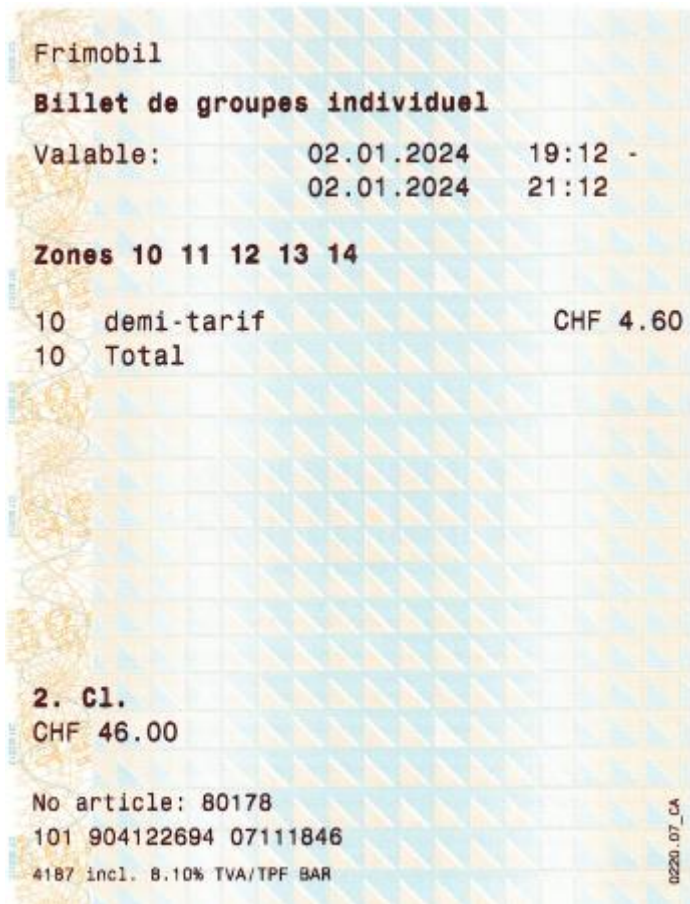 Frimobil
Billet de groupes individuel
Valable: 02.01.2024 19:12 -
02.01.2024 21:12
Zones 10 11 12 13 14
10 demi-tarif CHF 4.60
10 Total
2. Cl.
CHF 46.00
No article: 80178
101 904122694 07111846
4187 incl. 8.10% TVA/TPF BAR
0220.07_CA